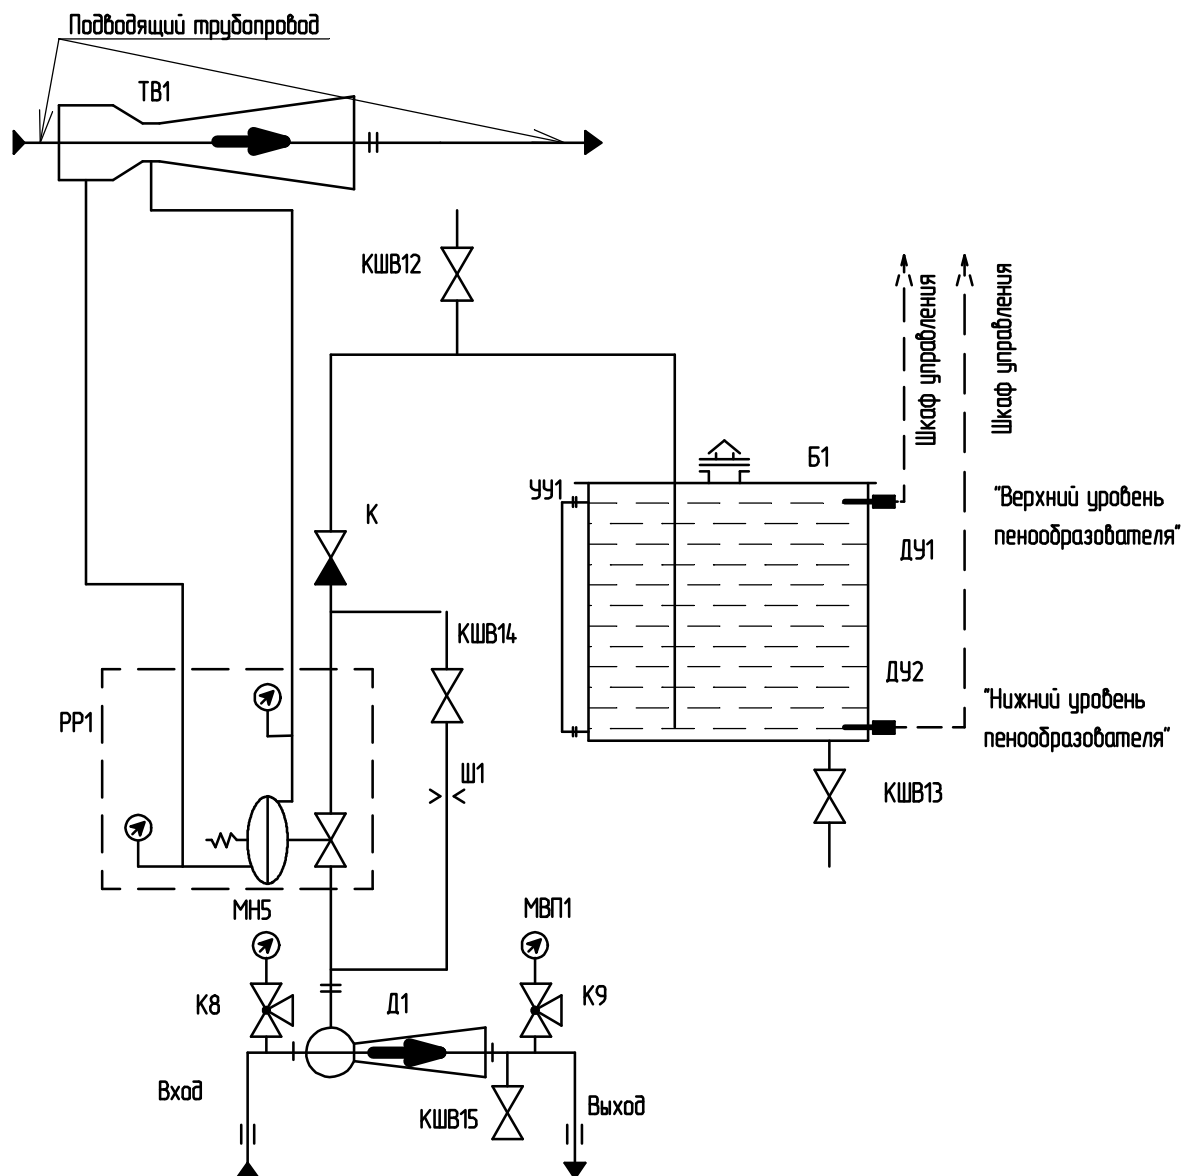 Подводящий трубопровод
ТВ1
КШВ12
Шкаф управления
Шкаф управления
Б1
УУ1
К
"Верхний уровень
пенообразователя"
ДУ1
КШВ14
ДУ2
"Нижний уровень
пенообразователя"
РР1
Ш1
КШВ13
МН5
МВП1
К8
Д1
К9
Вход
КШВ15
Выход